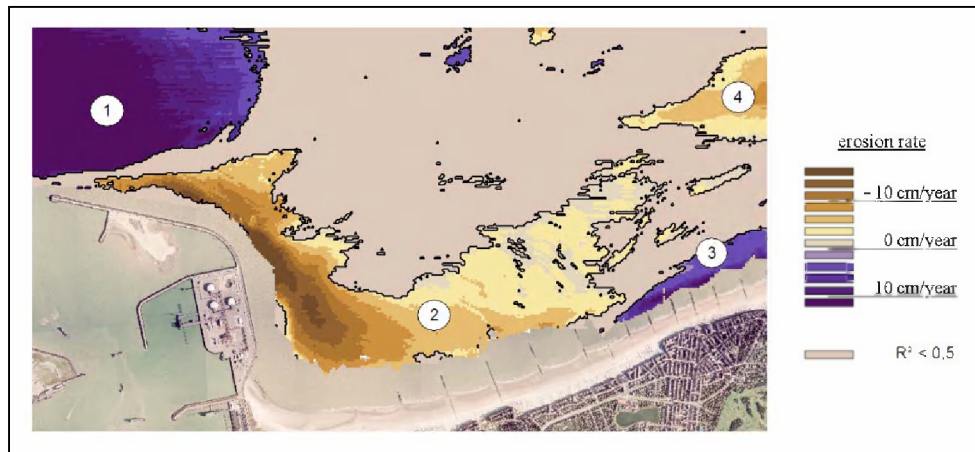 1
4
erosion rate
– 10 cm/year
0 cm/year
3
10 cm/year
2
R² < 0,5